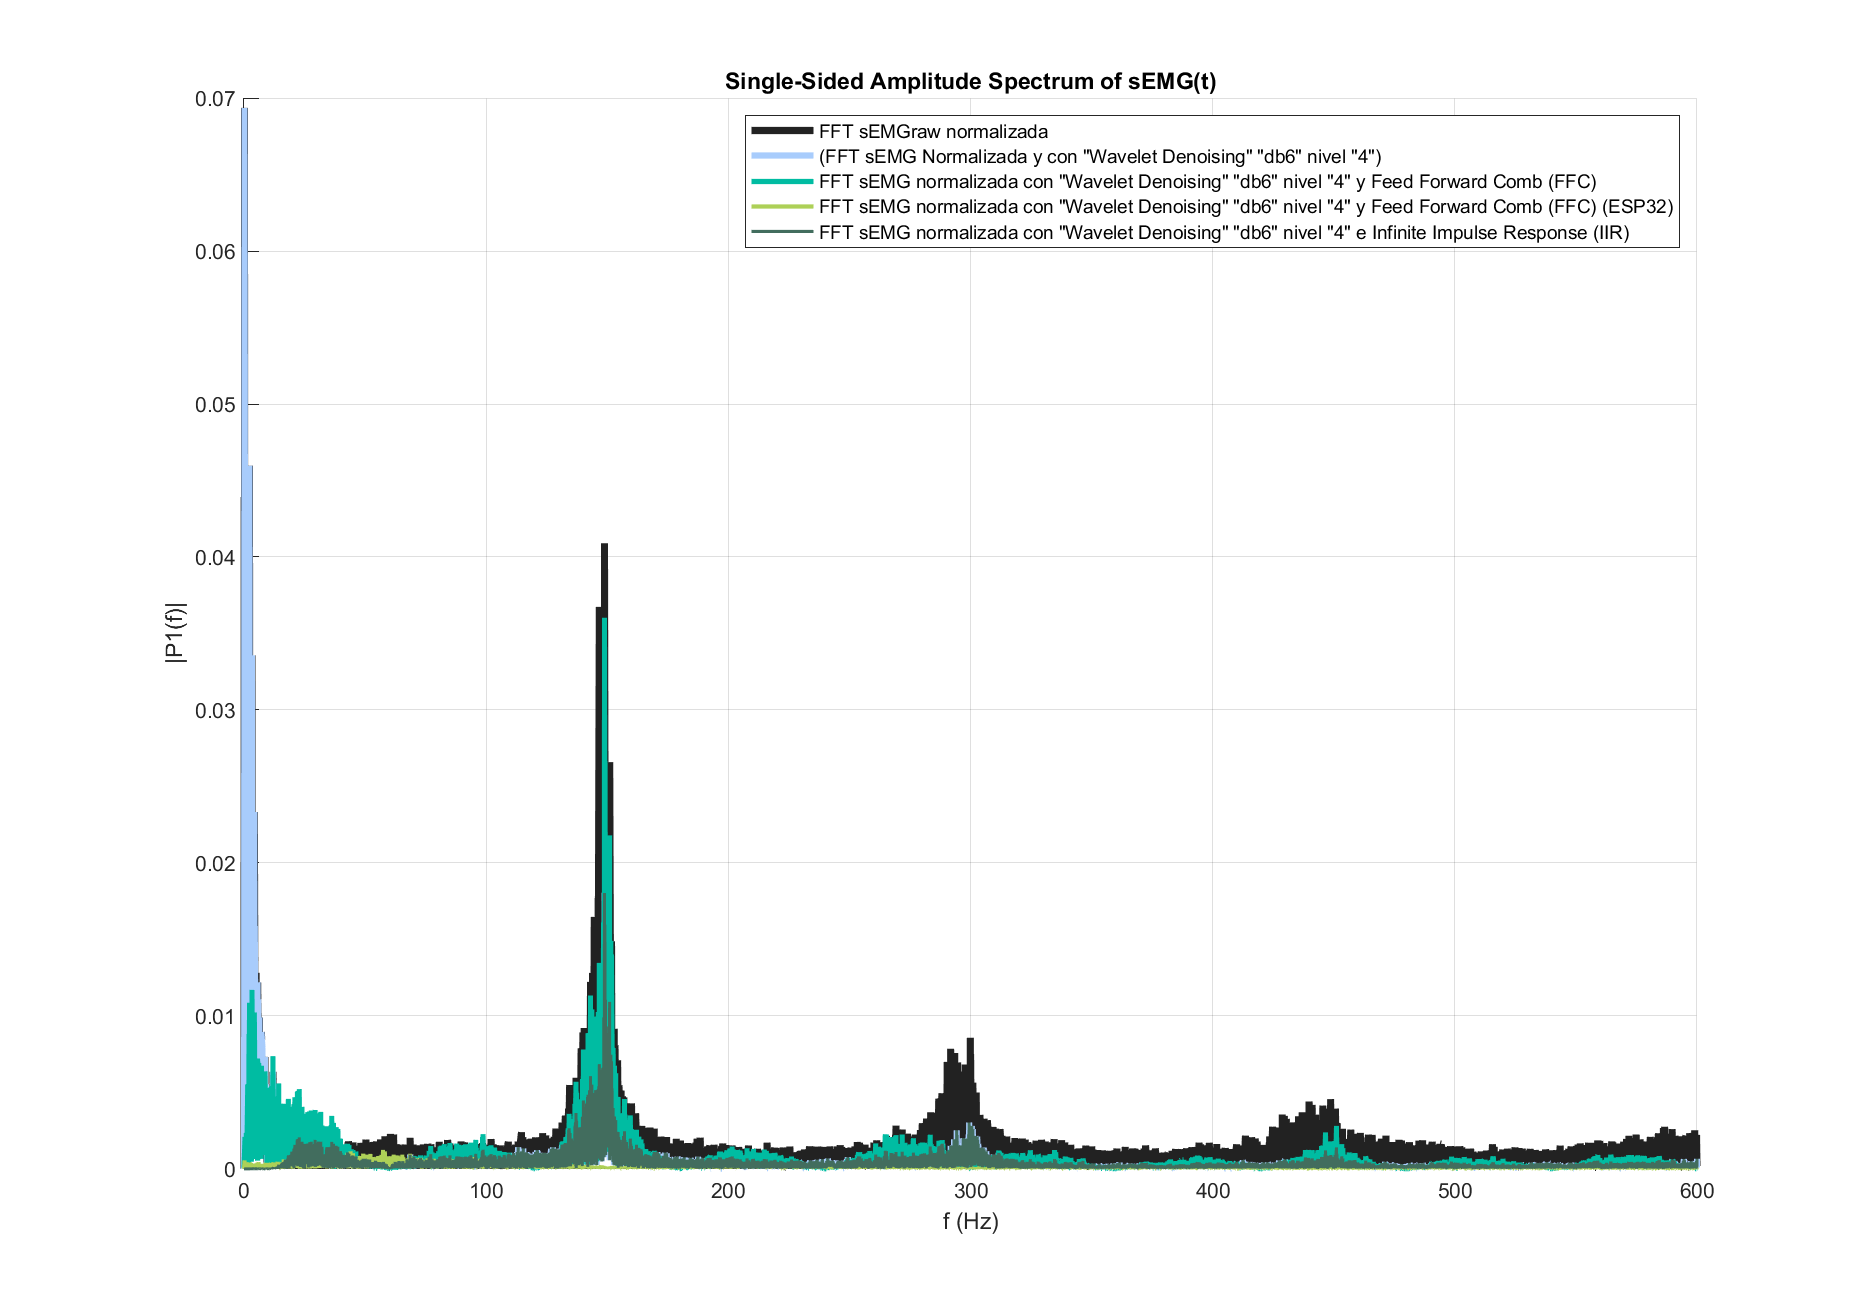 Single-Sided Amplitude Spectrum of sEMG(t)
FFT sEMGraw normalizada
(FFT sEMG Normalizada y con "Wavelet Denoising" "db6" nivel "4")
FFT sEMG normalizada con "Wavelet Denoising" "db6" nivel "4" y Feed Forward Comb (FFC)
FFT sEMG normalizada con "Wavelet Denoising" "db6" nivel "4" y Feed Forward Comb (FFC) (ESP32)
FFT sEMG normalizada con "Wavelet Denoising" "db6" nivel "4" e Infinite Impulse Response (IIR)
0.07
0.06
0.05
0.04
0.03
0.02
0.01
0
|P1(f)|
0 100 200 300 400 500 600
f (Hz)